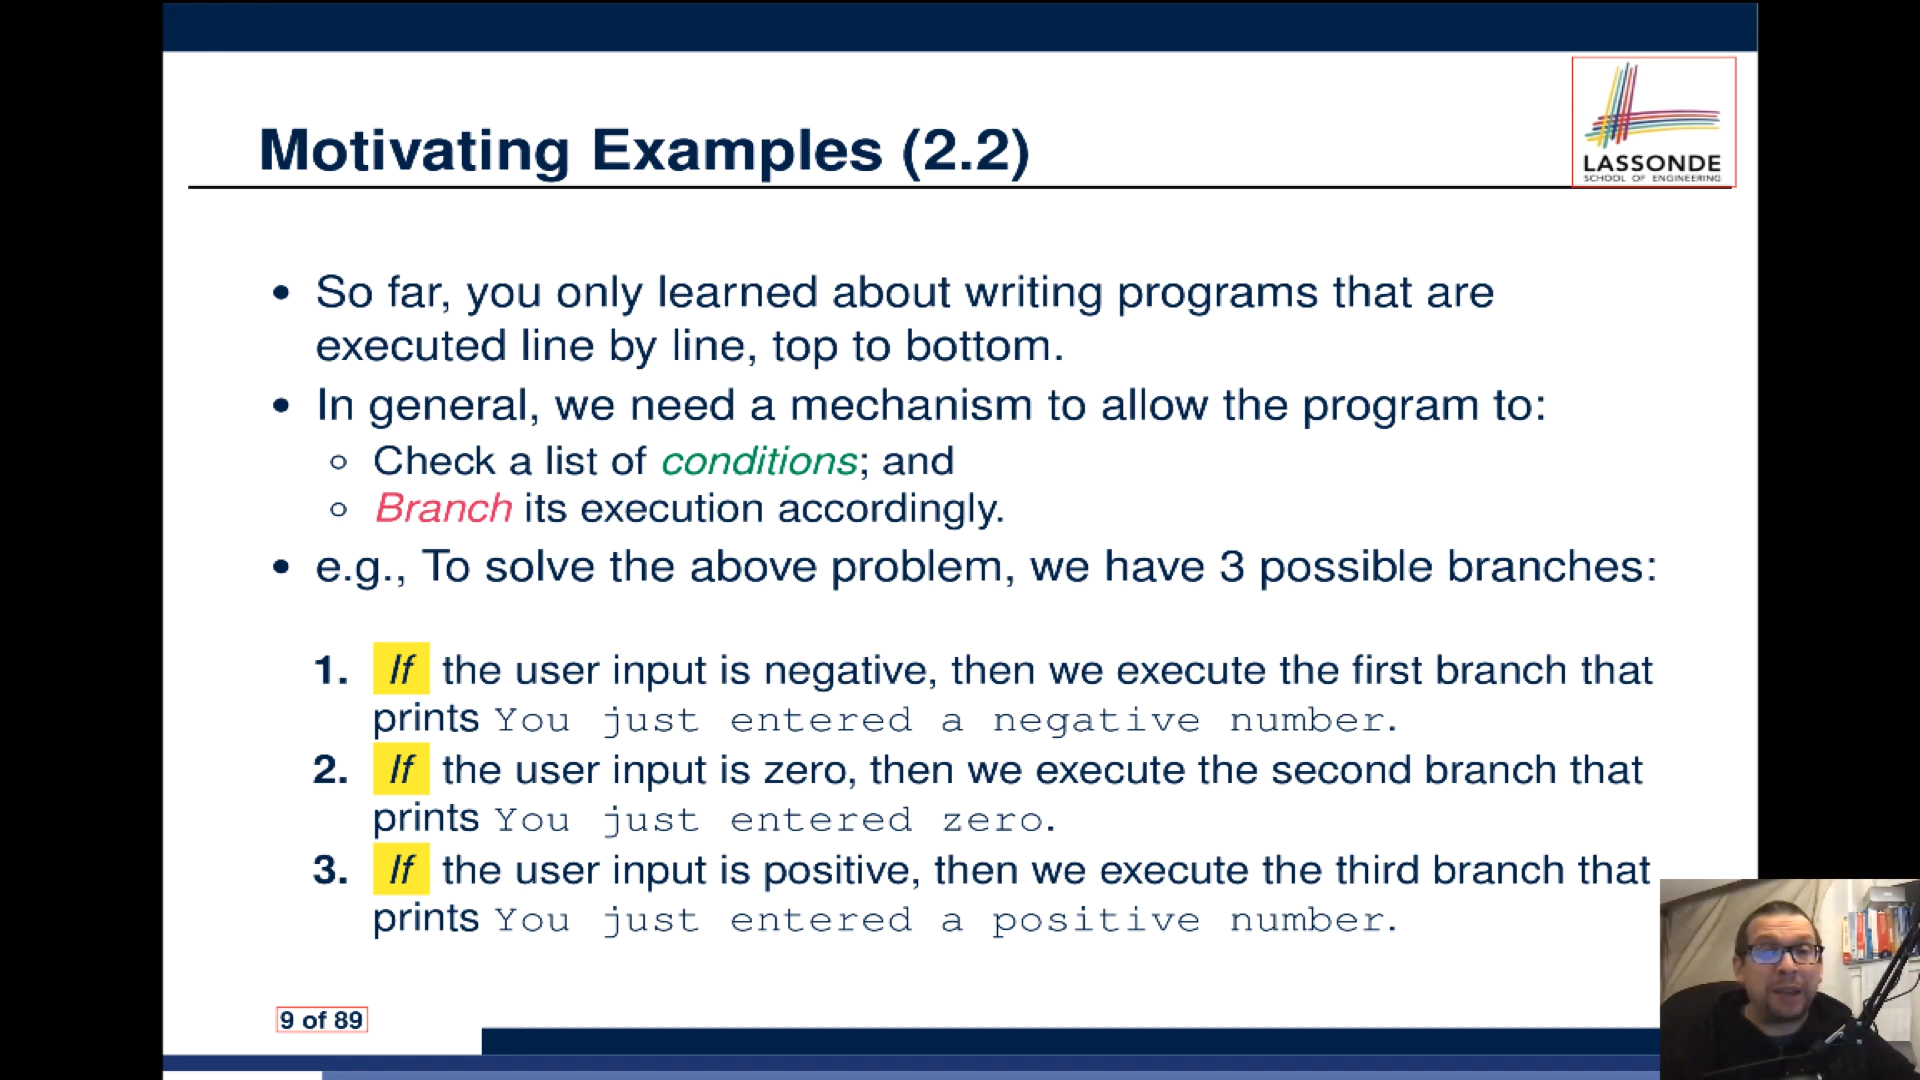 Motivating Examples (2.2)
LASSONDE
SCHOOL OF ENGINEERING
• So far, you only learned about writing programs that are
executed line by line, top to bottom.
• In general, we need a mechanism to allow the program to:
○ Check a list of conditions; and
○ Branch its execution accordingly.
• e.g., To solve the above problem, we have 3 possible branches:
1. If the user input is negative, then we execute the first branch that
prints You just entered a negative number.
2. If the user input is zero, then we execute the second branch that
prints You just entered zero.
3. If the user input is positive, then we execute the third branch that
prints You just entered a positive number.
9 of 89